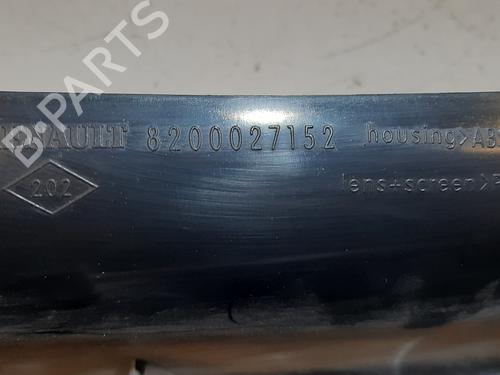 RENAULT 8200027152 housing>AB
202 lens+screen>P
B-PARTS